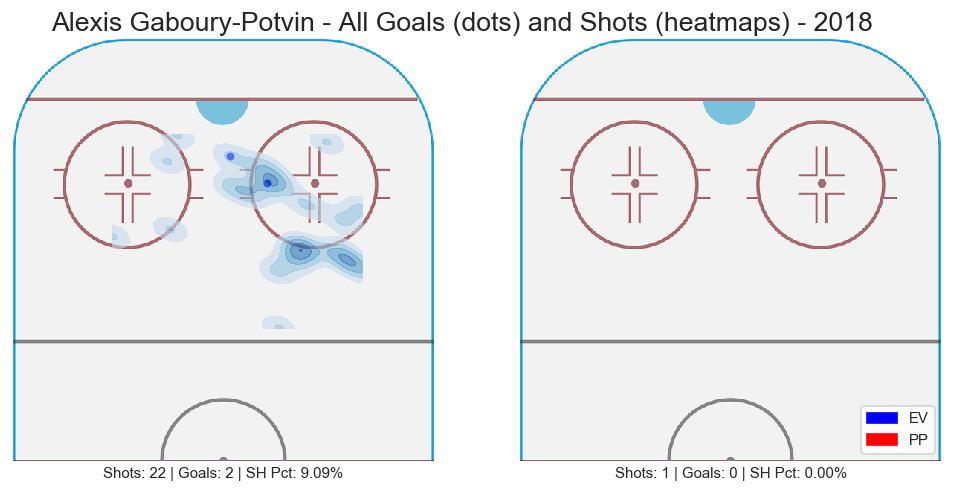 Alexis Gaboury-Potvin - All Goals (dots) and Shots (heatmaps) - 2018
EV
PP
Shots: 22 | Goals: 2 | SH Pct: 9.09%
Shots: 1 | Goals: 0 | SH Pct: 0.00%